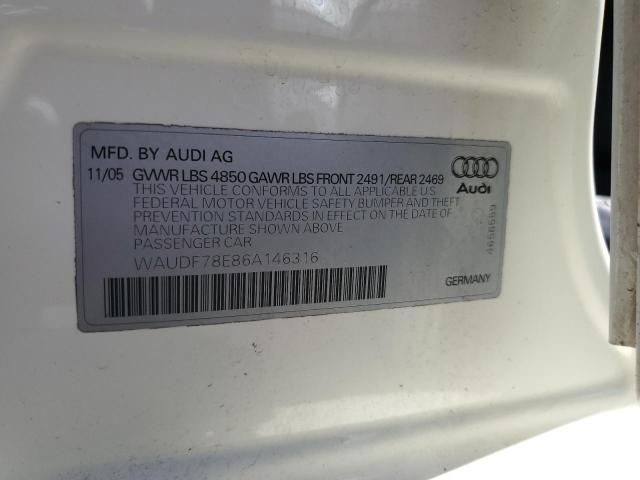 MFD. BY AUDI AG
11/05 GVWR LBS 4850 GAWR LBS FRONT 2491/REAR 2469
THIS VEHICLE CONFORMS TO ALL APPLICABLE U.S
FEDERAL MOTOR VEHICLE SAFETY BUMPER AND THEFT
PREVENTION STANDARDS IN EFFECT ON THE DATE OF
MANUFACTURE SHOWN ABOVE
PASSENGER CAR
WAUDF78E86A146316
Audi
4656559
GERMANY